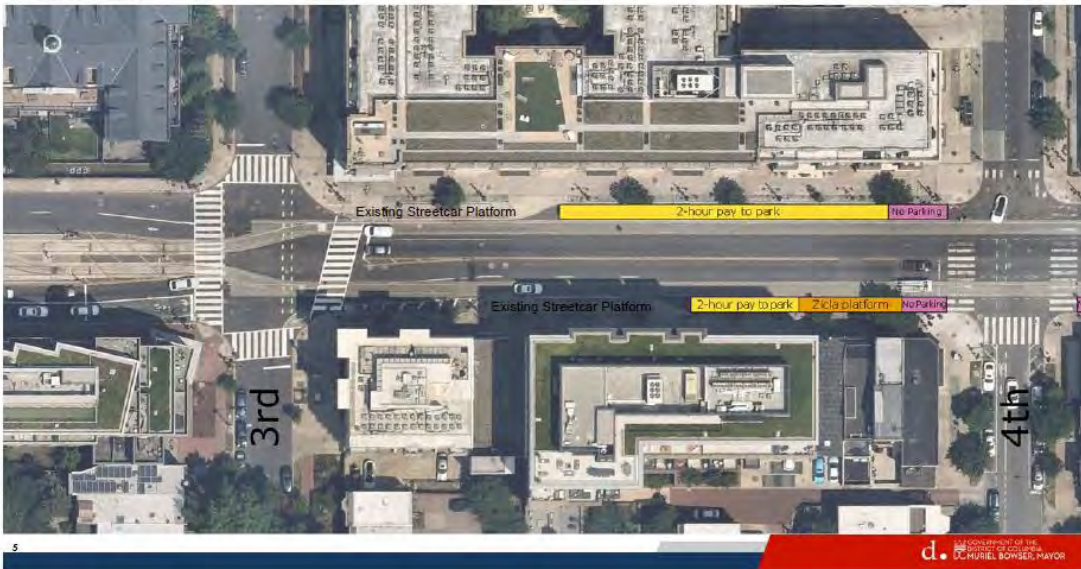 Existing Streetcar Platform
2-hour pay to park
No Parking
Existing Streetcar Platform
2-hour pay to park
Zicla platform
No Parking
3rd
4th
5
d.
GOVERNMENT OF THE
DISTRICT OF COLUMBIA
DC MURIEL BOWSER, MAYOR